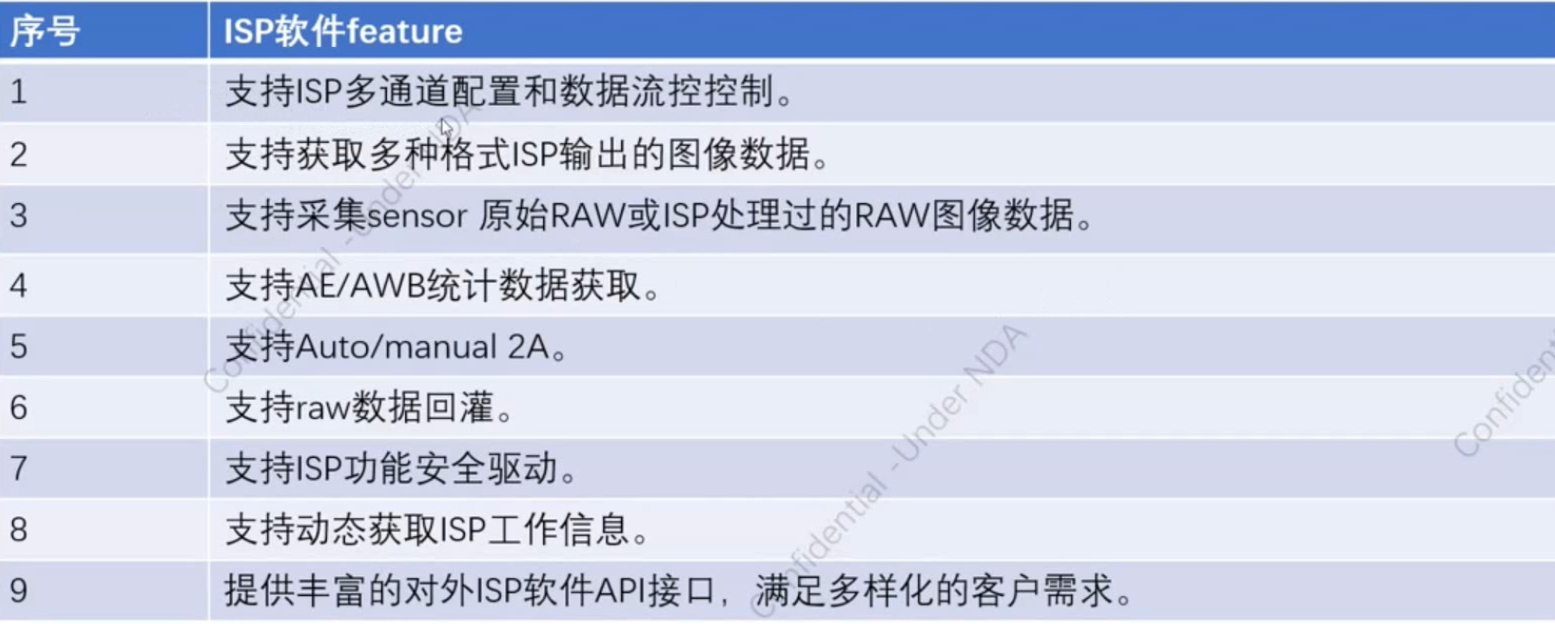 序号 ISP软件feature
1 支持ISP多通道配置和数据流控控制。
2 支持获取多种格式ISP输出的图像数据。
3 支持采集sensor 原始RAW或ISP处理过的RAW图像数据。
4 支持AE/AWB统计数据获取。
5 支持Auto/manual 2A。
6 支持raw数据回灌。
7 支持ISP功能安全驱动。
8 支持动态获取ISP工作信息。
9 提供丰富的对外ISP软件API接口，满足多样化的客户需求。
Confidential -Under NDA
Confidential -Under NDA
Confident